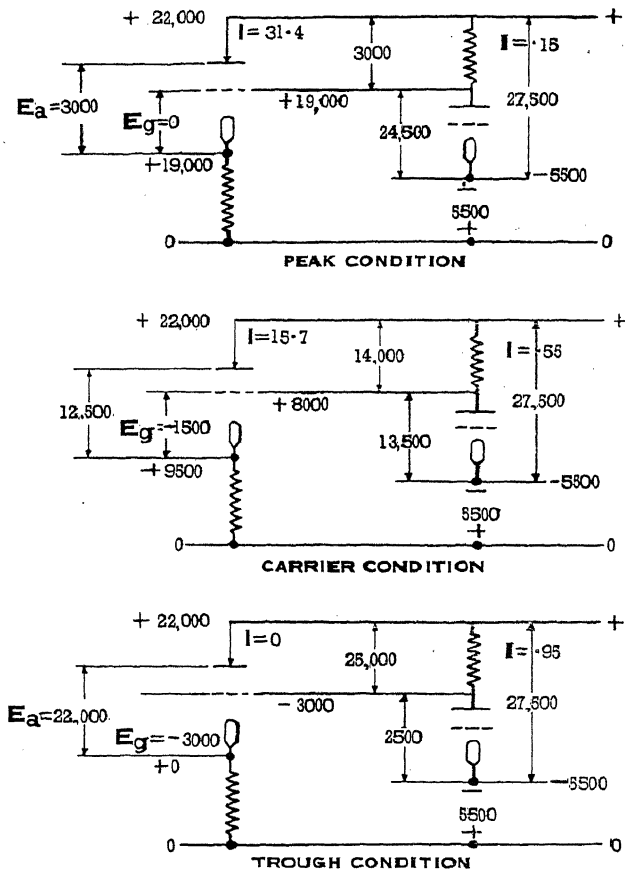 + 22,000
+
I = 31·4
3000
I = ·15
Ea = 3000
Eg = 0
+19,000
24,500
27,500
+19,000
-5500
5500
+
0
0
PEAK CONDITION
+ 22,000
+
I = 15·7
14,000
I = ·55
12,500
Eg = -1500
+8000
13,500
27,500
+9500
-5500
5500
+
0
0
CARRIER CONDITION
+ 22,000
+
I = 0
25,000
I = ·95
Ea = 22,000
-3000
27,500
Eg = -3000
2500
+0
-5500
5500
+
0
0
TROUGH CONDITION